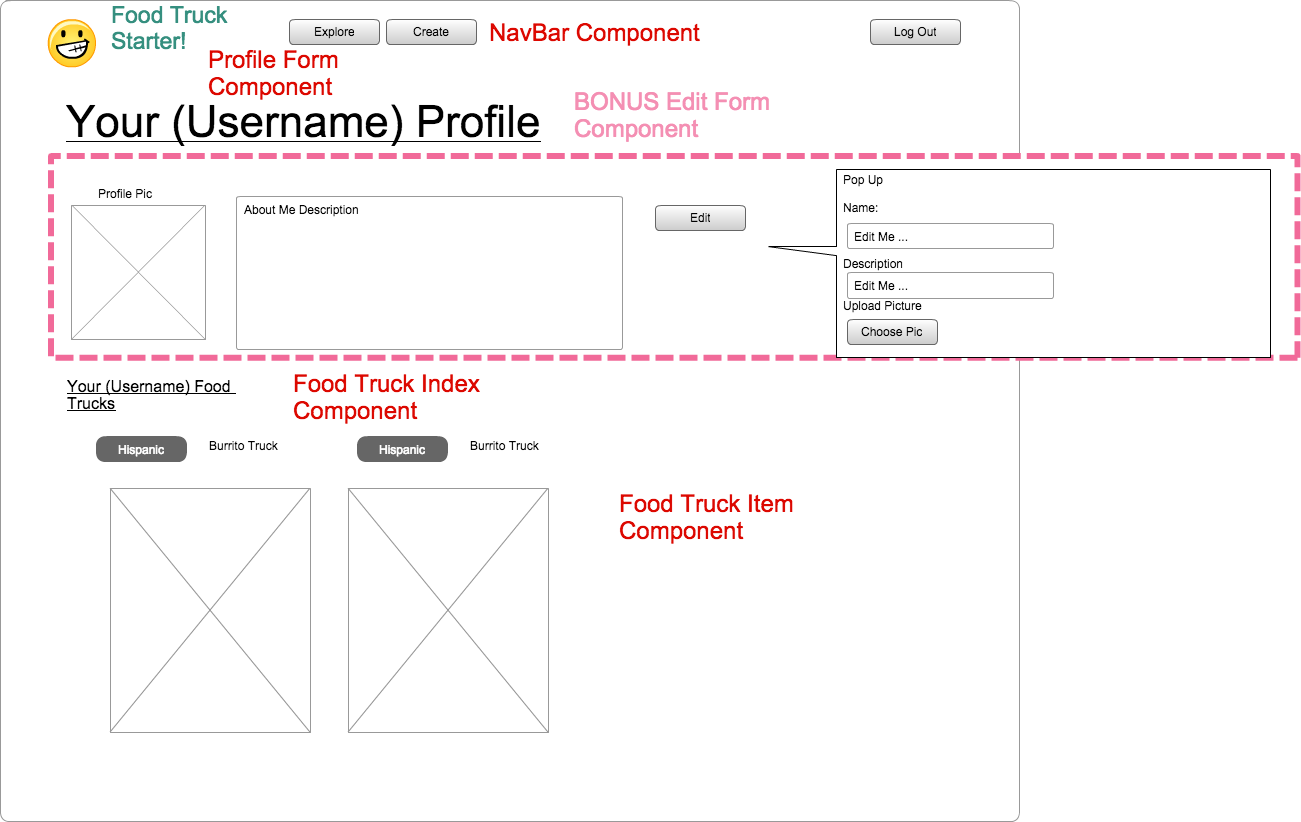 Food Truck
Starter!
Explore
Create
NavBar Component
Log Out
Profile Form
Component
Your (Username) Profile
BONUS Edit Form
Component
Profile Pic
About Me Description
Edit
Pop Up
Name:
Edit Me ...
Description
Edit Me ...
Upload Picture
Choose Pic
Your (Username) Food
Trucks
Food Truck Index
Component
Hispanic
Burrito Truck
Hispanic
Burrito Truck
Food Truck Item
Component